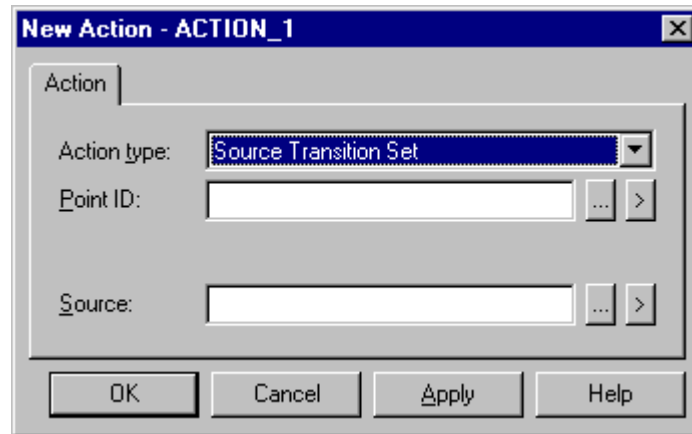 New Action - ACTION_1
Action
Action type: Source Transition Set
Point ID: ... >
Source: ... >
OK Cancel Apply Help